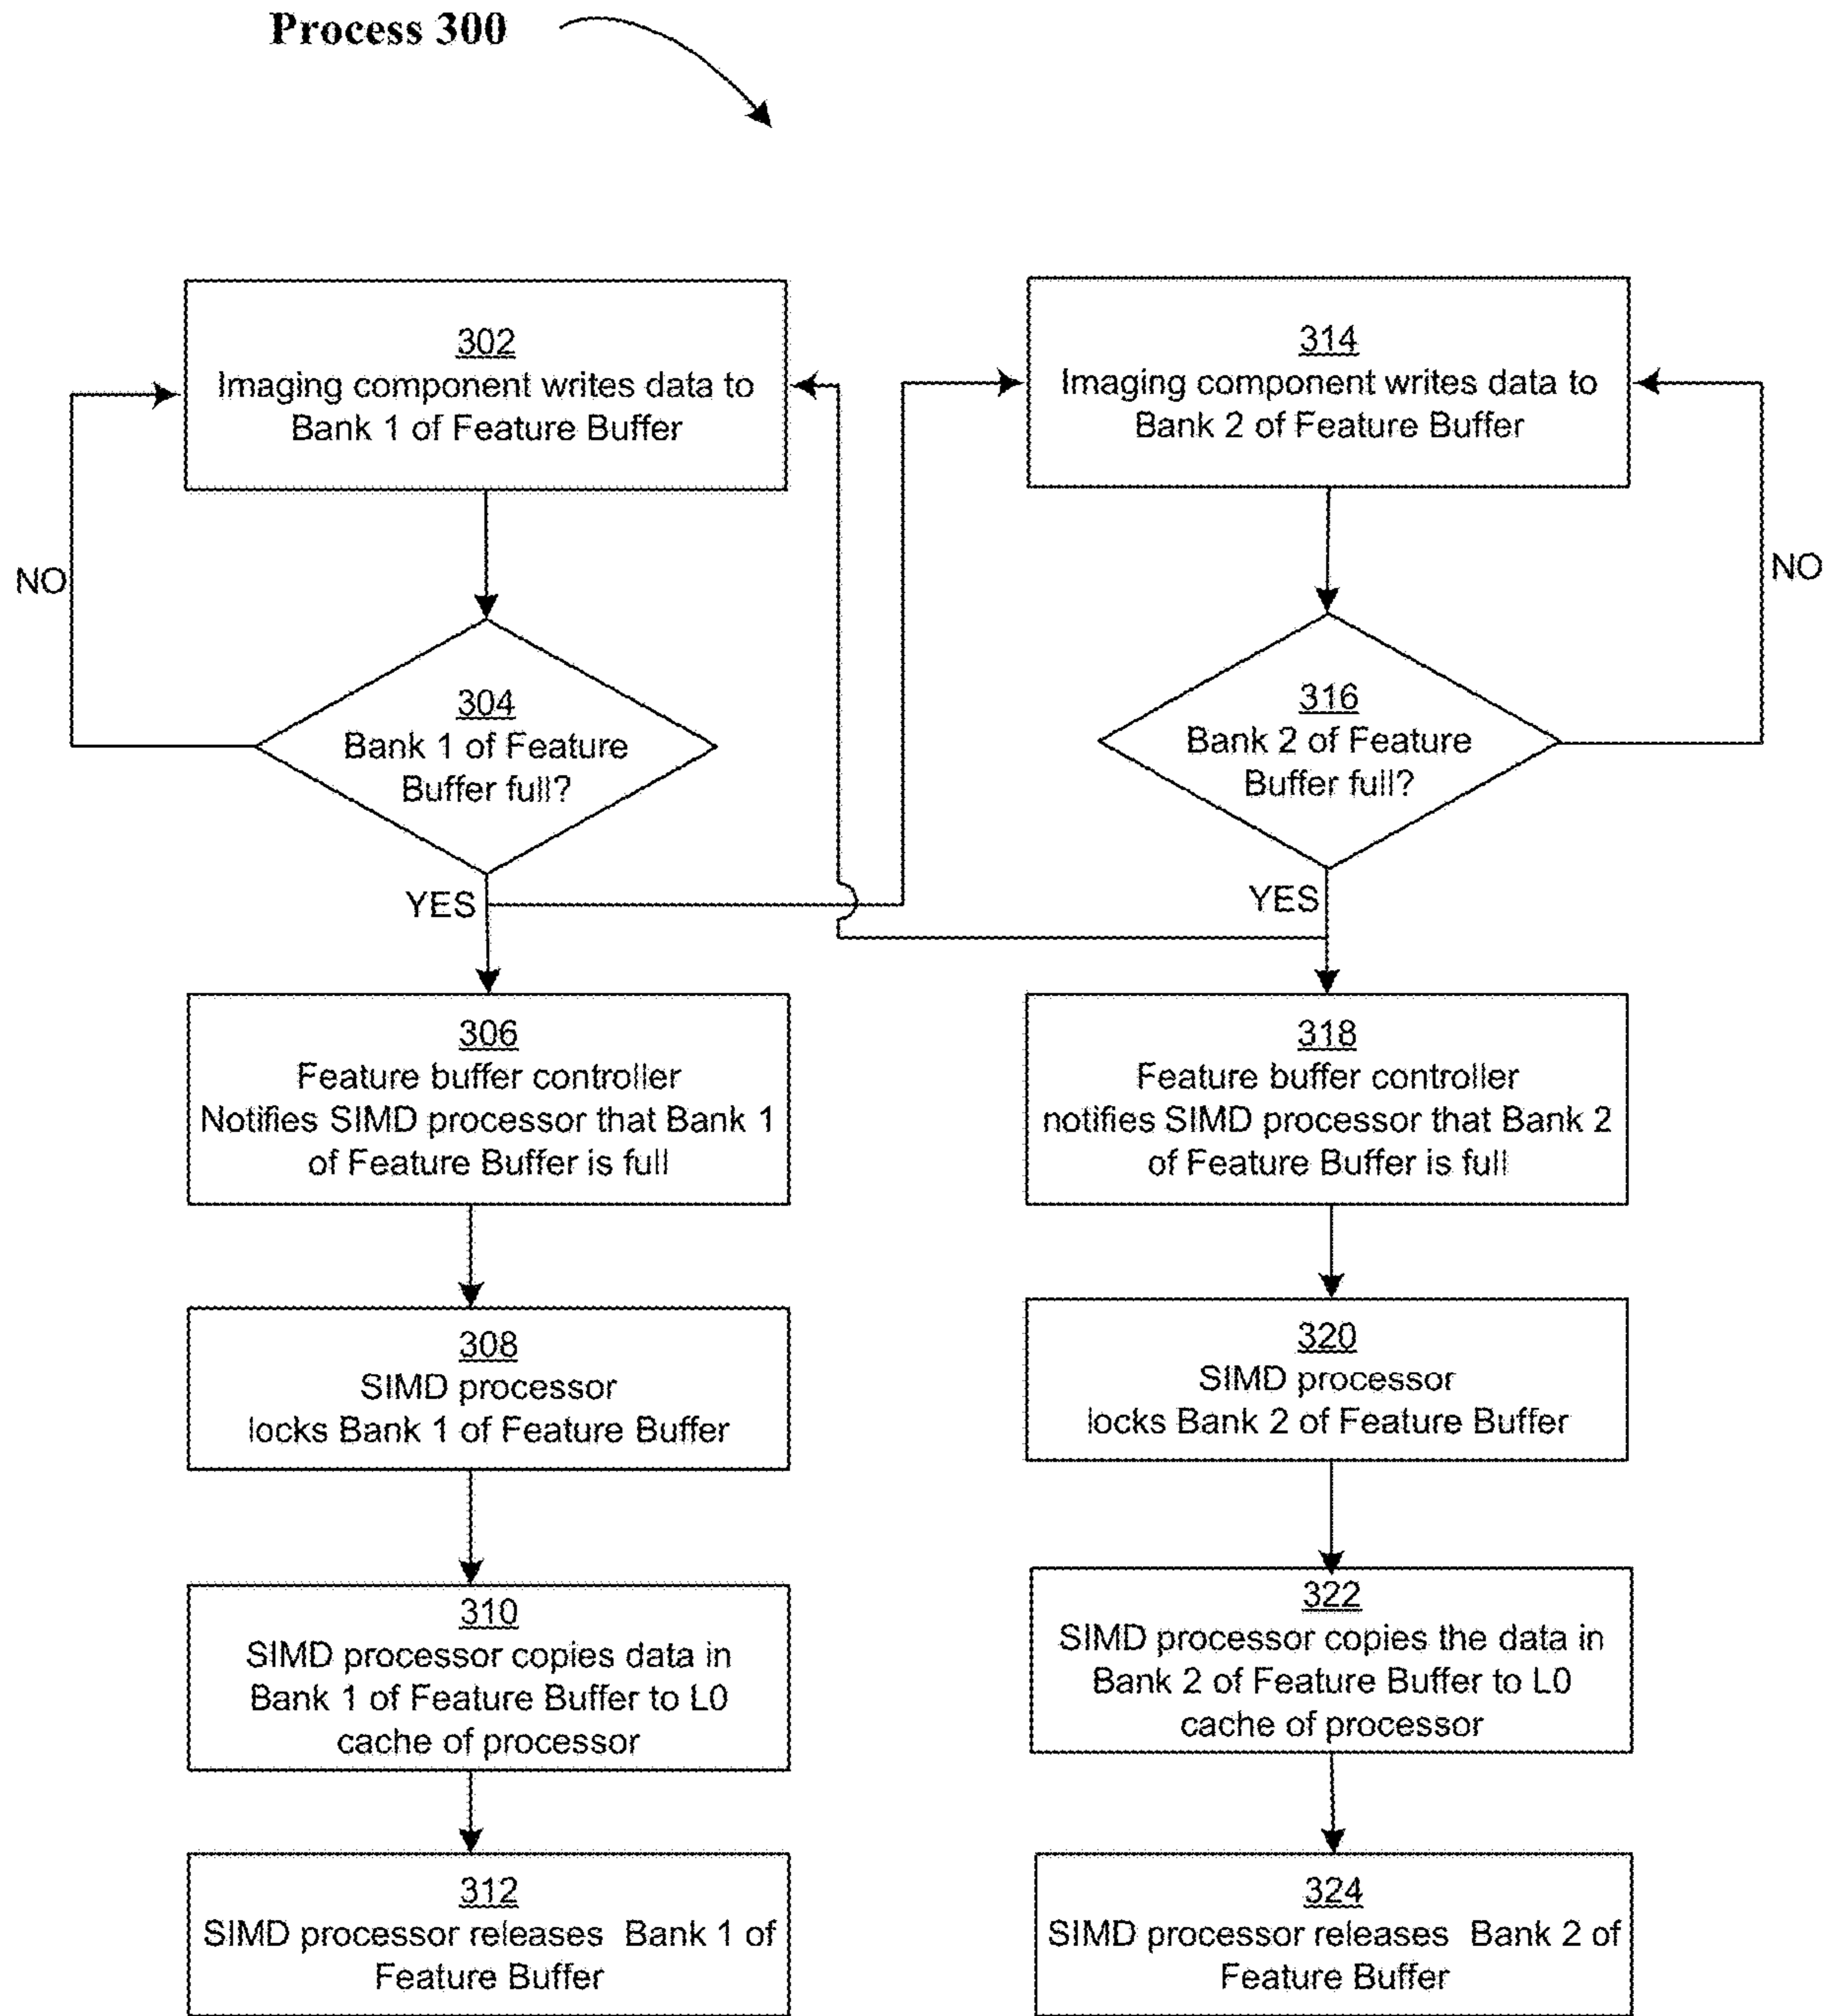 Process 300
302
Imaging component writes data to
Bank 1 of Feature Buffer
314
Imaging component writes data to
Bank 2 of Feature Buffer
NO
NO
304
Bank 1 of Feature
Buffer full?
316
Bank 2 of Feature
Buffer full?
YES
YES
306
Feature buffer controller
Notifies SIMD processor that Bank 1
of Feature Buffer is full
318
Feature buffer controller
notifies SIMD processor that Bank 2
of Feature Buffer is full
308
SIMD processor
locks Bank 1 of Feature Buffer
320
SIMD processor
locks Bank 2 of Feature Buffer
310
SIMD processor copies data in
Bank 1 of Feature Buffer to L0
cache of processor
322
SIMD processor copies the data in
Bank 2 of Feature Buffer to L0
cache of processor
312
SIMD processor releases Bank 1 of
Feature Buffer
324
SIMD processor releases Bank 2 of
Feature Buffer